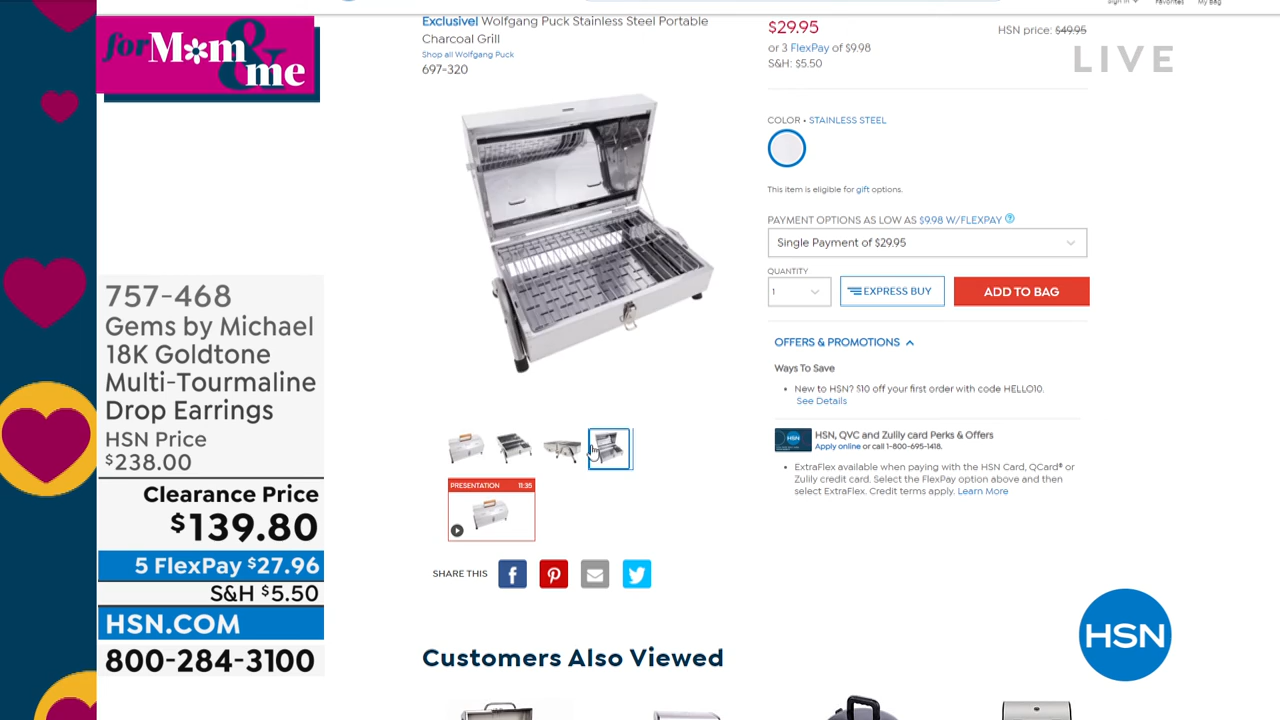 for Mom
&
me
757-468
Gems by Michael
18K Goldtone
Multi-Tourmaline
Drop Earrings
HSN Price
$238.00
Clearance Price
$139.80
5 FlexPay $27.96
S&H $5.50
HSN.COM
800-284-3100
Exclusive! Wolfgang Puck Stainless Steel Portable
Charcoal Grill
Shop all Wolfgang Puck
697-320
PRESENTATION 11:35
SHARE THIS
Customers Also Viewed
Sign In
Favorites
My Bag
$29.95
HSN price: $49.95
or 3 FlexPay of $9.98
S&H: $5.50
LIVE
COLOR • STAINLESS STEEL
This item is eligible for gift options.
PAYMENT OPTIONS AS LOW AS $9.98 W/FLEXPAY ?
Single Payment of $29.95
QUANTITY
1
EXPRESS BUY
ADD TO BAG
OFFERS & PROMOTIONS
Ways To Save
• New to HSN? $10 off your first order with code HELLO10.
See Details
HSN, QVC and Zulily card Perks & Offers
Apply online or call 1-800-695-1418.
• ExtraFlex available when paying with the HSN Card, QCard® or
Zulily credit card. Select the FlexPay option above and then
select ExtraFlex. Credit terms apply. Learn More
HSN